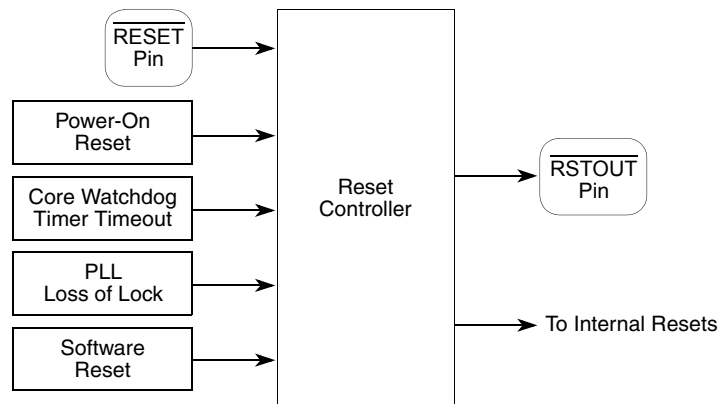 RESET
Pin
Power-On
Reset
Core Watchdog
Timer Timeout
PLL
Loss of Lock
Software
Reset
Reset
Controller
RSTOUT
Pin
To Internal Resets